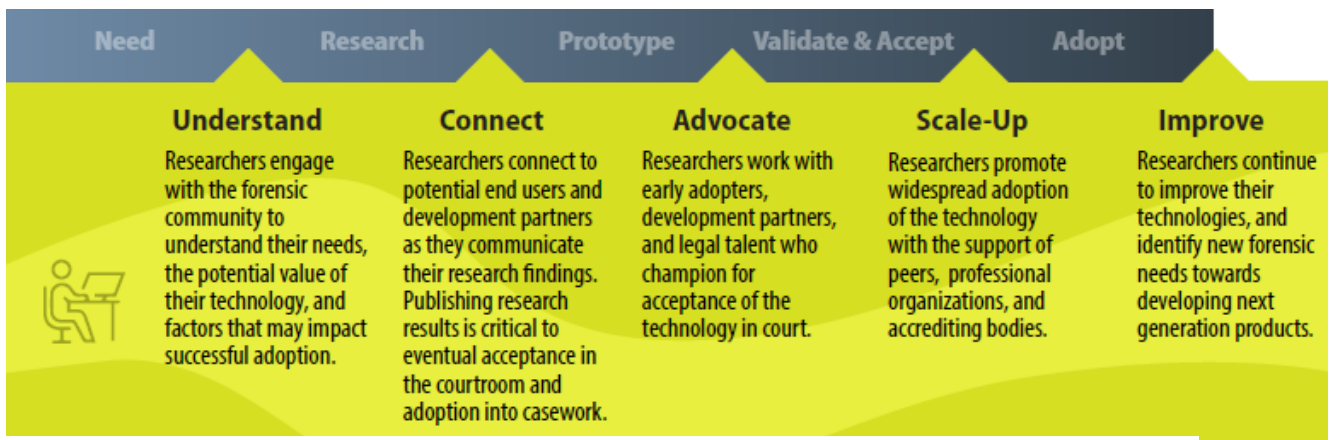 Need Research Prototype Validate & Accept Adopt
Understand
Researchers engage
with the forensic
community to
understand their needs,
the potential value of
their technology, and
factors that may impact
successful adoption.
Connect
Researchers connect to
potential end users and
development partners
as they communicate
their research findings.
Publishing research
results is critical to
eventual acceptance in
the courtroom and
adoption into casework.
Advocate
Researchers work with
early adopters,
development partners,
and legal talent who
champion for
acceptance of the
technology in court.
Scale-Up
Researchers promote
widespread adoption
of the technology
with the support of
peers, professional
organizations, and
accrediting bodies.
Improve
Researchers continue
to improve their
technologies, and
identify new forensic
needs towards
developing next
generation products.